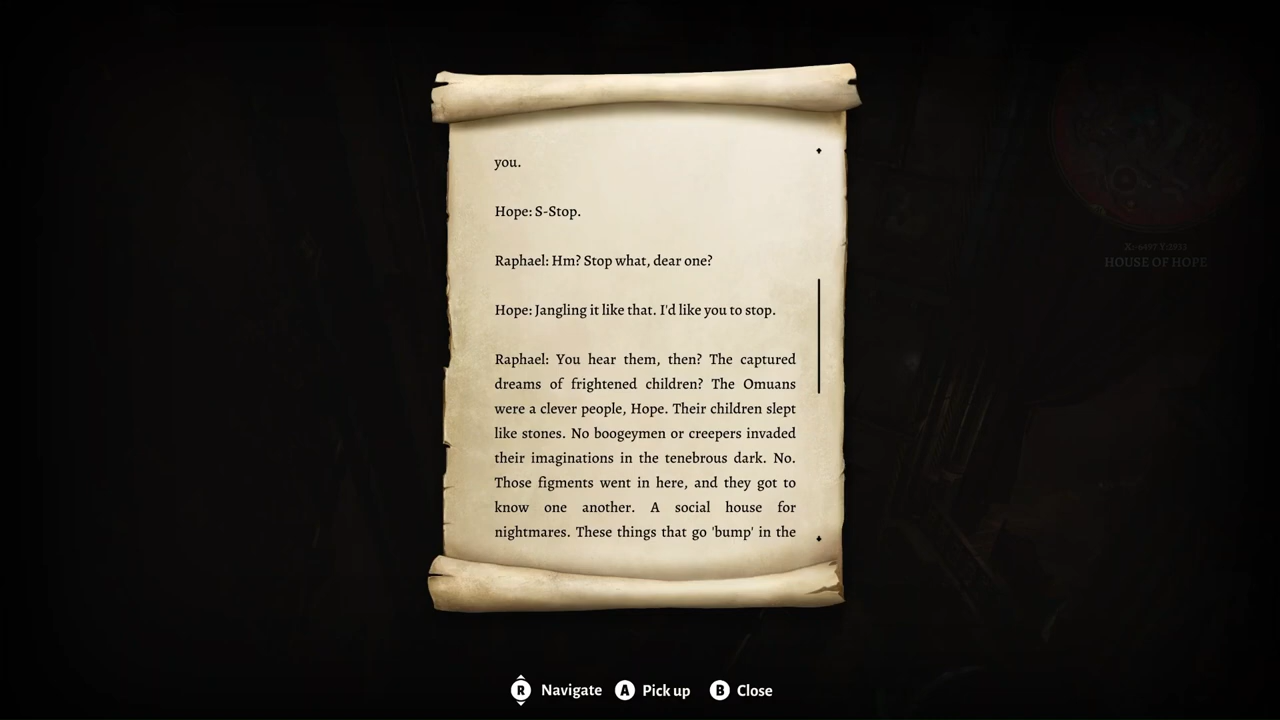 you.
Hope: S-Stop.
Raphael: Hm? Stop what, dear one?
Hope: Jangling it like that. I'd like you to stop.
Raphael: You hear them, then? The captured
dreams of frightened children? The Omuans
were a clever people, Hope. Their children slept
like stones. No boogeymen or creepers invaded
their imaginations in the tenebrous dark. No.
Those figments went in here, and they got to
know one another. A social house for
nightmares. These things that go 'bump' in the
HOUSE OF HOPE
R Navigate A Pick up B Close